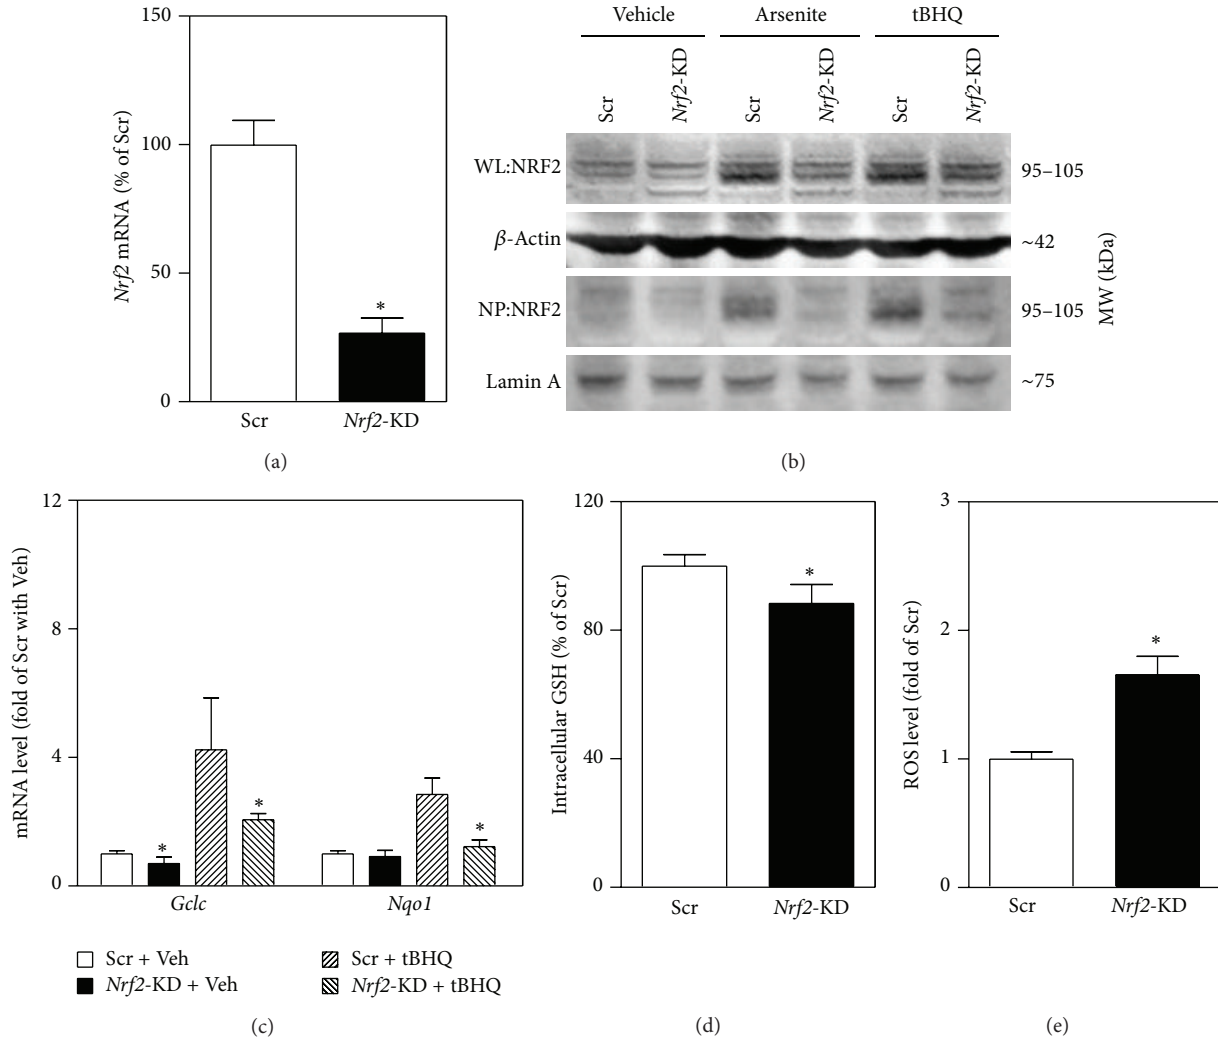 150
100
50
0
Nrf2 mRNA (% of Scr)
*
Scr
Nrf2-KD
(a)
Vehicle
Arsenite
tBHQ
Scr
Nrf2-KD
Scr
Nrf2-KD
Scr
Nrf2-KD
WL:NRF2
95–105
β-Actin
~42
NP:NRF2
95–105
Lamin A
~75
MW (kDa)
(b)
12
8
4
0
mRNA level (fold of Scr with Veh)
*
*
*
Gclc
Nqo1
Scr + Veh
Scr + tBHQ
Nrf2-KD + Veh
Nrf2-KD + tBHQ
(c)
120
80
40
0
Intracellular GSH (% of Scr)
*
Scr
Nrf2-KD
(d)
3
2
1
0
ROS level (fold of Scr)
*
Scr
Nrf2-KD
(e)